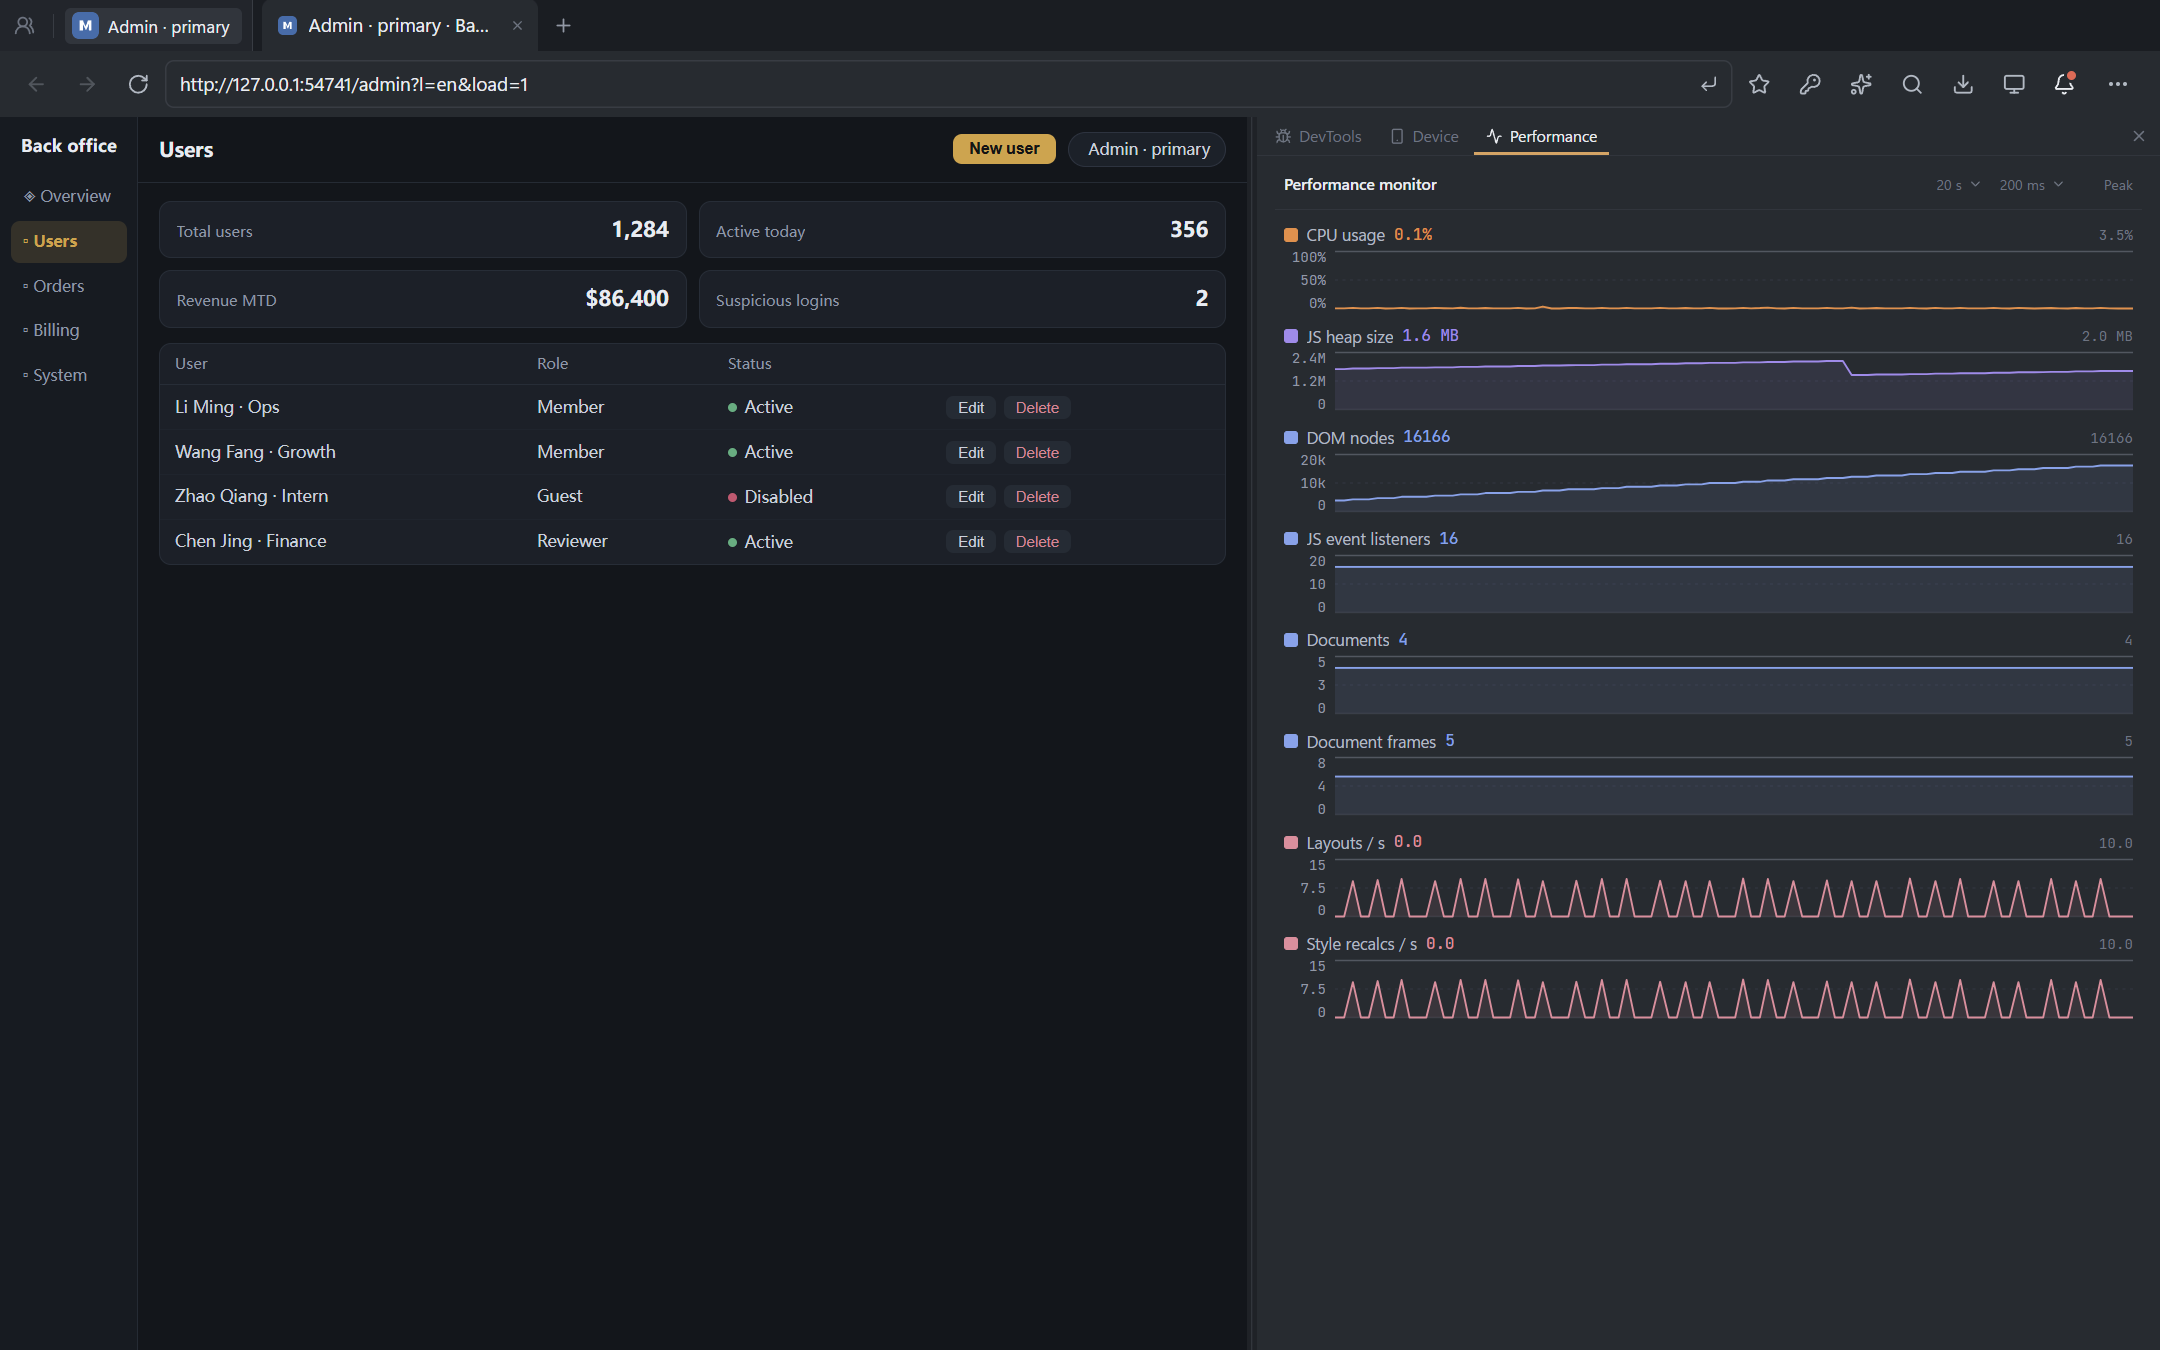 M Admin · primary
M Admin · primary · Ba...
http://127.0.0.1:54741/admin?l=en&load=1
Back office
Overview
Users
Orders
Billing
System
Users
New user
Admin · primary
Total users 1,284
Active today 356
Revenue MTD $86,400
Suspicious logins 2
User Role Status
Li Ming · Ops Member Active Edit Delete
Wang Fang · Growth Member Active Edit Delete
Zhao Qiang · Intern Guest Disabled Edit Delete
Chen Jing · Finance Reviewer Active Edit Delete
DevTools Device Performance
Performance monitor 20 s 200 ms Peak
CPU usage 0.1% 3.5%
100%
50%
0%
JS heap size 1.6 MB 2.0 MB
2.4M
1.2M
0
DOM nodes 16166 16166
20k
10k
0
JS event listeners 16 16
20
10
0
Documents 4 4
5
3
0
Document frames 5 5
8
4
0
Layouts / s 0.0 10.0
15
7.5
0
Style recalcs / s 0.0 10.0
15
7.5
0